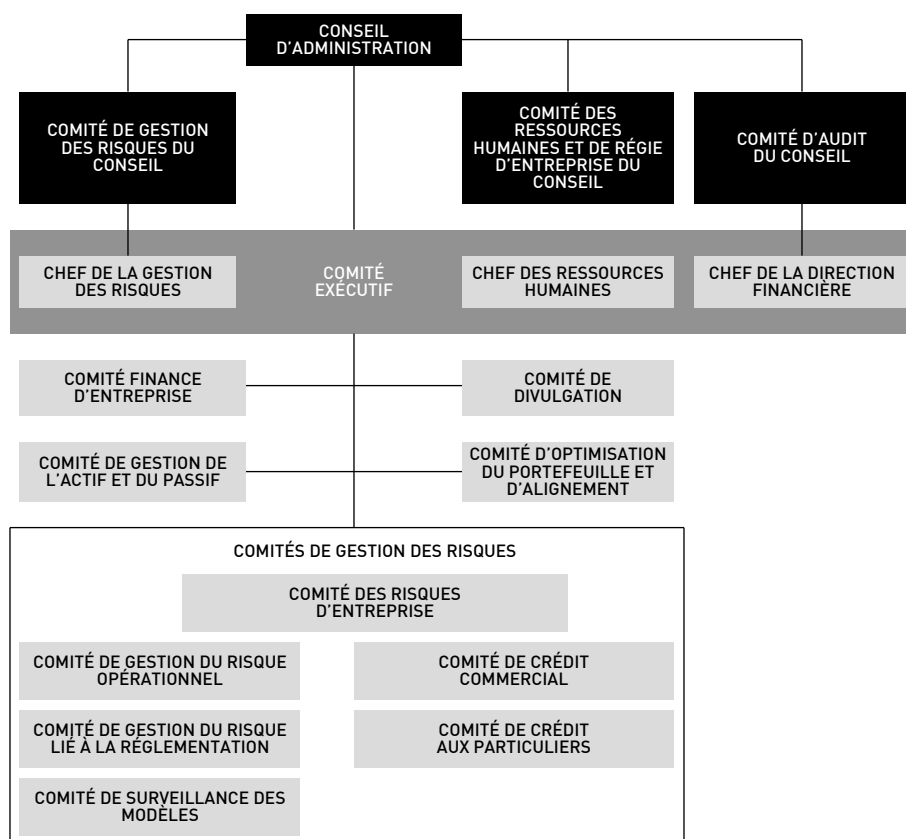 CONSEIL
D'ADMINISTRATION
COMITÉ DE GESTION
DES RISQUES DU
CONSEIL
COMITÉ DES
RESSOURCES
HUMAINES ET DE RÉGIE
D'ENTREPRISE DU
CONSEIL
COMITÉ D'AUDIT
DU CONSEIL
CHEF DE LA GESTION
DES RISQUES
COMITÉ
EXÉCUTIF
CHEF DES RESSOURCES
HUMAINES
CHEF DE LA DIRECTION
FINANCIÈRE
COMITÉ FINANCE
D'ENTREPRISE
COMITÉ DE
DIVULGATION
COMITÉ DE GESTION DE
L'ACTIF ET DU PASSIF
COMITÉ D'OPTIMISATION
DU PORTEFEUILLE ET
D'ALIGNEMENT
COMITÉS DE GESTION DES RISQUES
COMITÉ DES RISQUES
D'ENTREPRISE
COMITÉ DE GESTION DU RISQUE
OPÉRATIONNEL
COMITÉ DE CRÉDIT
COMMERCIAL
COMITÉ DE GESTION DU RISQUE
LIÉ À LA RÉGLEMENTATION
COMITÉ DE CRÉDIT
AUX PARTICULIERS
COMITÉ DE SURVEILLANCE DES
MODÈLES